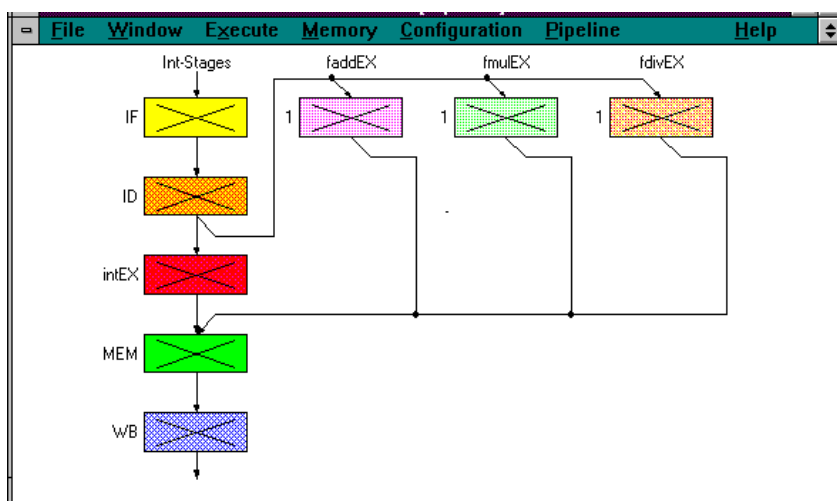 File Window Execute Memory Configuration Pipeline Help
Int-Stages faddEX fmulEX fdivEX
IF 1 1 1
ID
intEX
MEM
WB